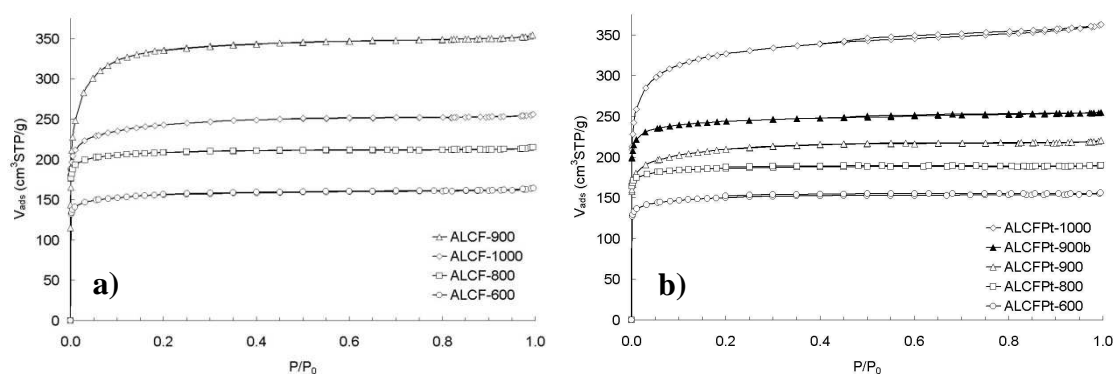 350
300
250
200
150
100
50
0
V_ads (cm³STP/g)
0.0 0.2 0.4 0.6 0.8 1.0
P/P₀
ALCF-900
ALCF-1000
ALCF-800
ALCF-600
a)
350
300
250
200
150
100
50
0
V_ads (cm³STP/g)
0.0 0.2 0.4 0.6 0.8 1.0
P/P₀
ALCFPt-1000
ALCFPt-900b
ALCFPt-900
ALCFPt-800
ALCFPt-600
b)